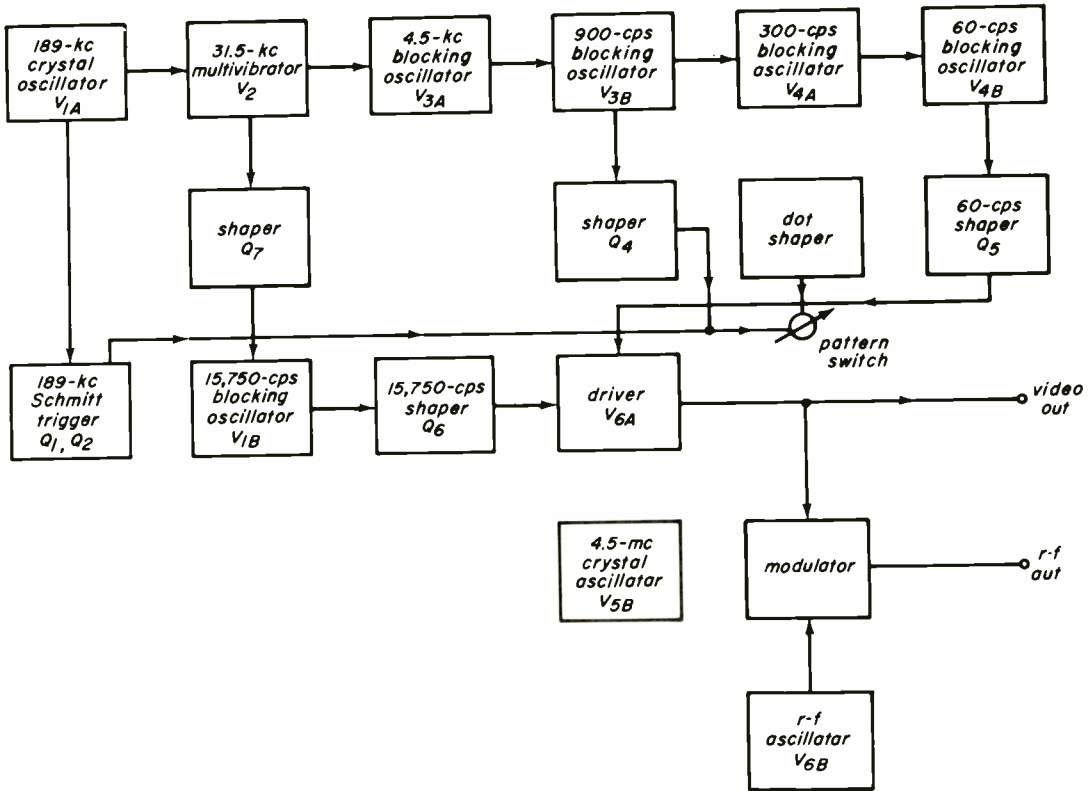 189-kc
crystal
oscillator
V1A
31.5-kc
multivibrator
V2
4.5-kc
blocking
oscillator
V3A
900-cps
blocking
oscillator
V3B
300-cps
blocking
ascillator
V4A
60-cps
blocking
oscillator
V4B
shaper
Q7
shaper
Q4
dot
shaper
60-cps
shaper
Q5
pattern
switch
189-kc
Schmitt
trigger
Q1, Q2
15,750-cps
blocking
oscillator
V1B
15,750-cps
shaper
Q6
driver
V6A
video
out
4.5-mc
crystal
ascillator
V5B
modulator
r-f
aut
r-f
ascillatar
V6B